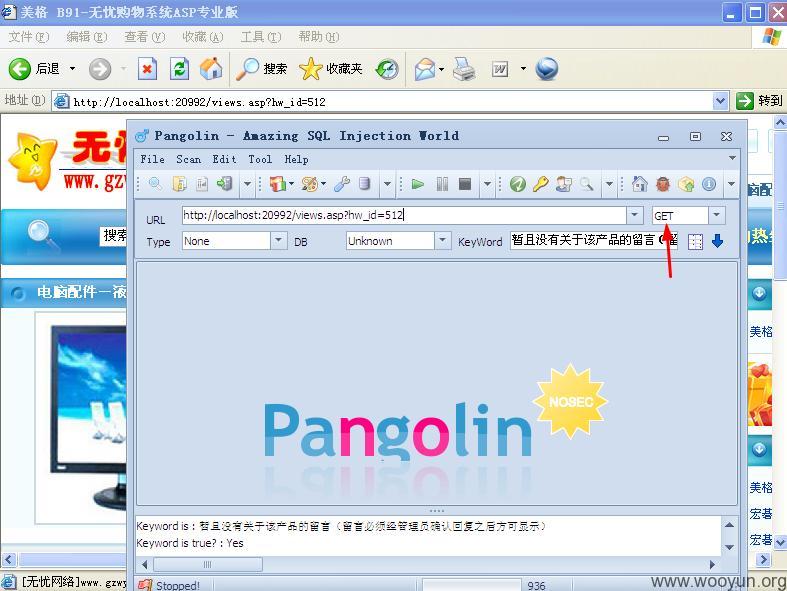 美格 B91-无忧购物系统ASP专业版
文件(F) 编辑(E) 查看(V) 收藏(A) 工具(T) 帮助(H)
后退 搜索 收藏夹
地址(D) http://localhost:20992/views.asp?hw_id=512 转到
Pangolin - Amazing SQL Injection World
无
www.gzw
File Scan Edit Tool Help
URL http://localhost:20992/views.asp?hw_id=512 GET
Type None DB Unknown KeyWord 暂且没有关于该产品的留言（留
搜索
电脑配件—液
美格
Pangolin
NOSEC
美格
宏碁
宏碁
Keyword is：暂且没有关于该产品的留言（留言必须经管理员确认回复之后方可显示）
Keyword is true?：Yes
Stopped! 936
[无忧网络]www.gzwy
www.wooyun.org